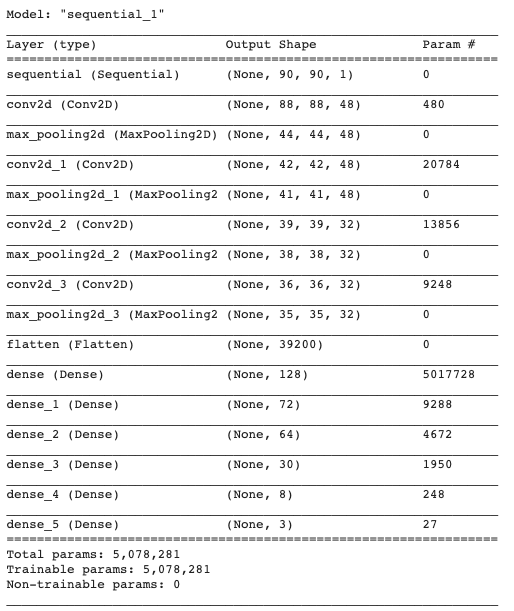 Model: "sequential_1"
Layer (type) Output Shape Param #
sequential (Sequential) (None, 90, 90, 1) 0
conv2d (Conv2D) (None, 88, 88, 48) 480
max_pooling2d (MaxPooling2D) (None, 44, 44, 48) 0
conv2d_1 (Conv2D) (None, 42, 42, 48) 20784
max_pooling2d_1 (MaxPooling2 (None, 41, 41, 48) 0
conv2d_2 (Conv2D) (None, 39, 39, 32) 13856
max_pooling2d_2 (MaxPooling2 (None, 38, 38, 32) 0
conv2d_3 (Conv2D) (None, 36, 36, 32) 9248
max_pooling2d_3 (MaxPooling2 (None, 35, 35, 32) 0
flatten (Flatten) (None, 39200) 0
dense (Dense) (None, 128) 5017728
dense_1 (Dense) (None, 72) 9288
dense_2 (Dense) (None, 64) 4672
dense_3 (Dense) (None, 30) 1950
dense_4 (Dense) (None, 8) 248
dense_5 (Dense) (None, 3) 27
Total params: 5,078,281
Trainable params: 5,078,281
Non-trainable params: 0